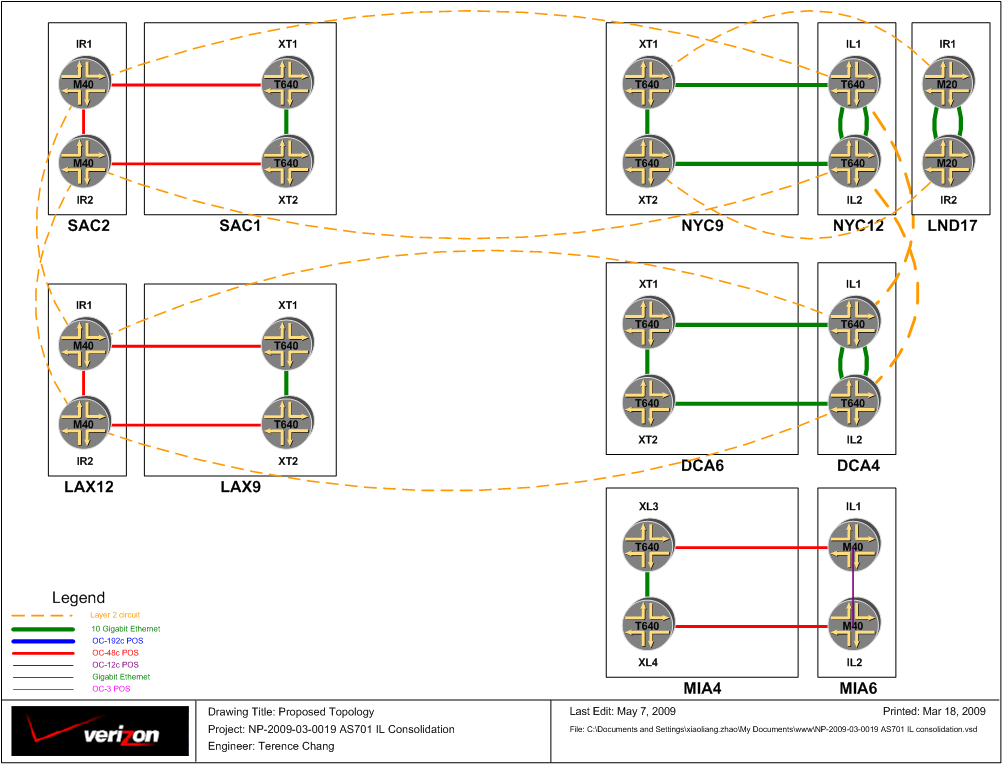 IR1 XT1 XT1 IL1 IR1
M40 T640 T640 T640 M20
M40 T640 T640 T640 M20
IR2 XT2 XT2 IL2 IR2
SAC2 SAC1 NYC9 NYC12 LND17
XT1 IL1
IR1 XT1
T640 T640
M40 T640
T640 T640
M40 T640
XT2 IL2
IR2 XT2
DCA6 DCA4
LAX12 LAX9
XL3 IL1
T640 M40
T640 M40
XL4 IL2
MIA4 MIA6
Legend
Layer 2 circuit
10 Gigabit Ethernet
OC-192c POS
OC-48c POS
OC-12c POS
Gigabit Ethernet
OC-3 POS
verizon
Drawing Title: Proposed Topology
Project: NP-2009-03-0019 AS701 IL Consolidation
Engineer: Terence Chang
Last Edit: May 7, 2009 Printed: Mar 18, 2009
File: C:\Documents and Settings\xiaoliang.zhao\My Documents\www\NP-2009-03-0019 AS701 IL consolidation.vsd